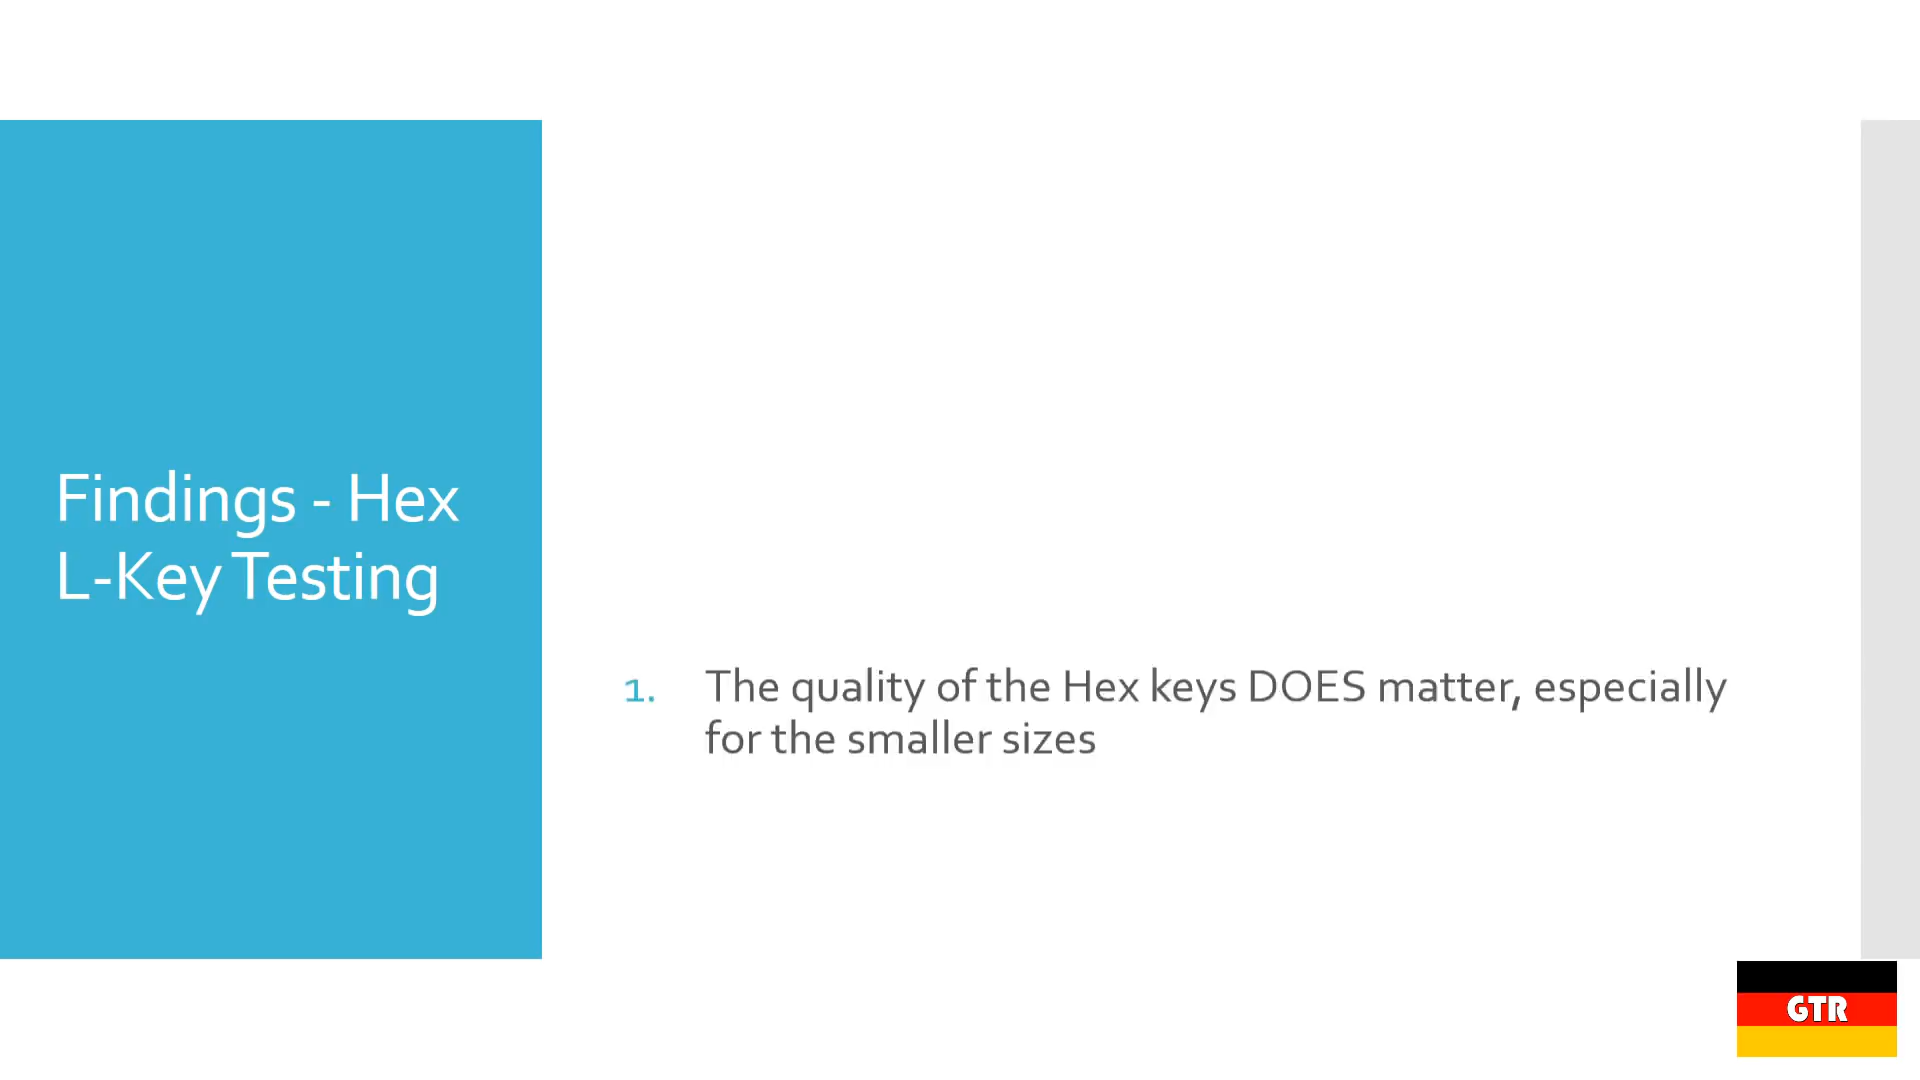 Findings - Hex
L-Key Testing
1. The quality of the Hex keys DOES matter, especially
for the smaller sizes
GTR